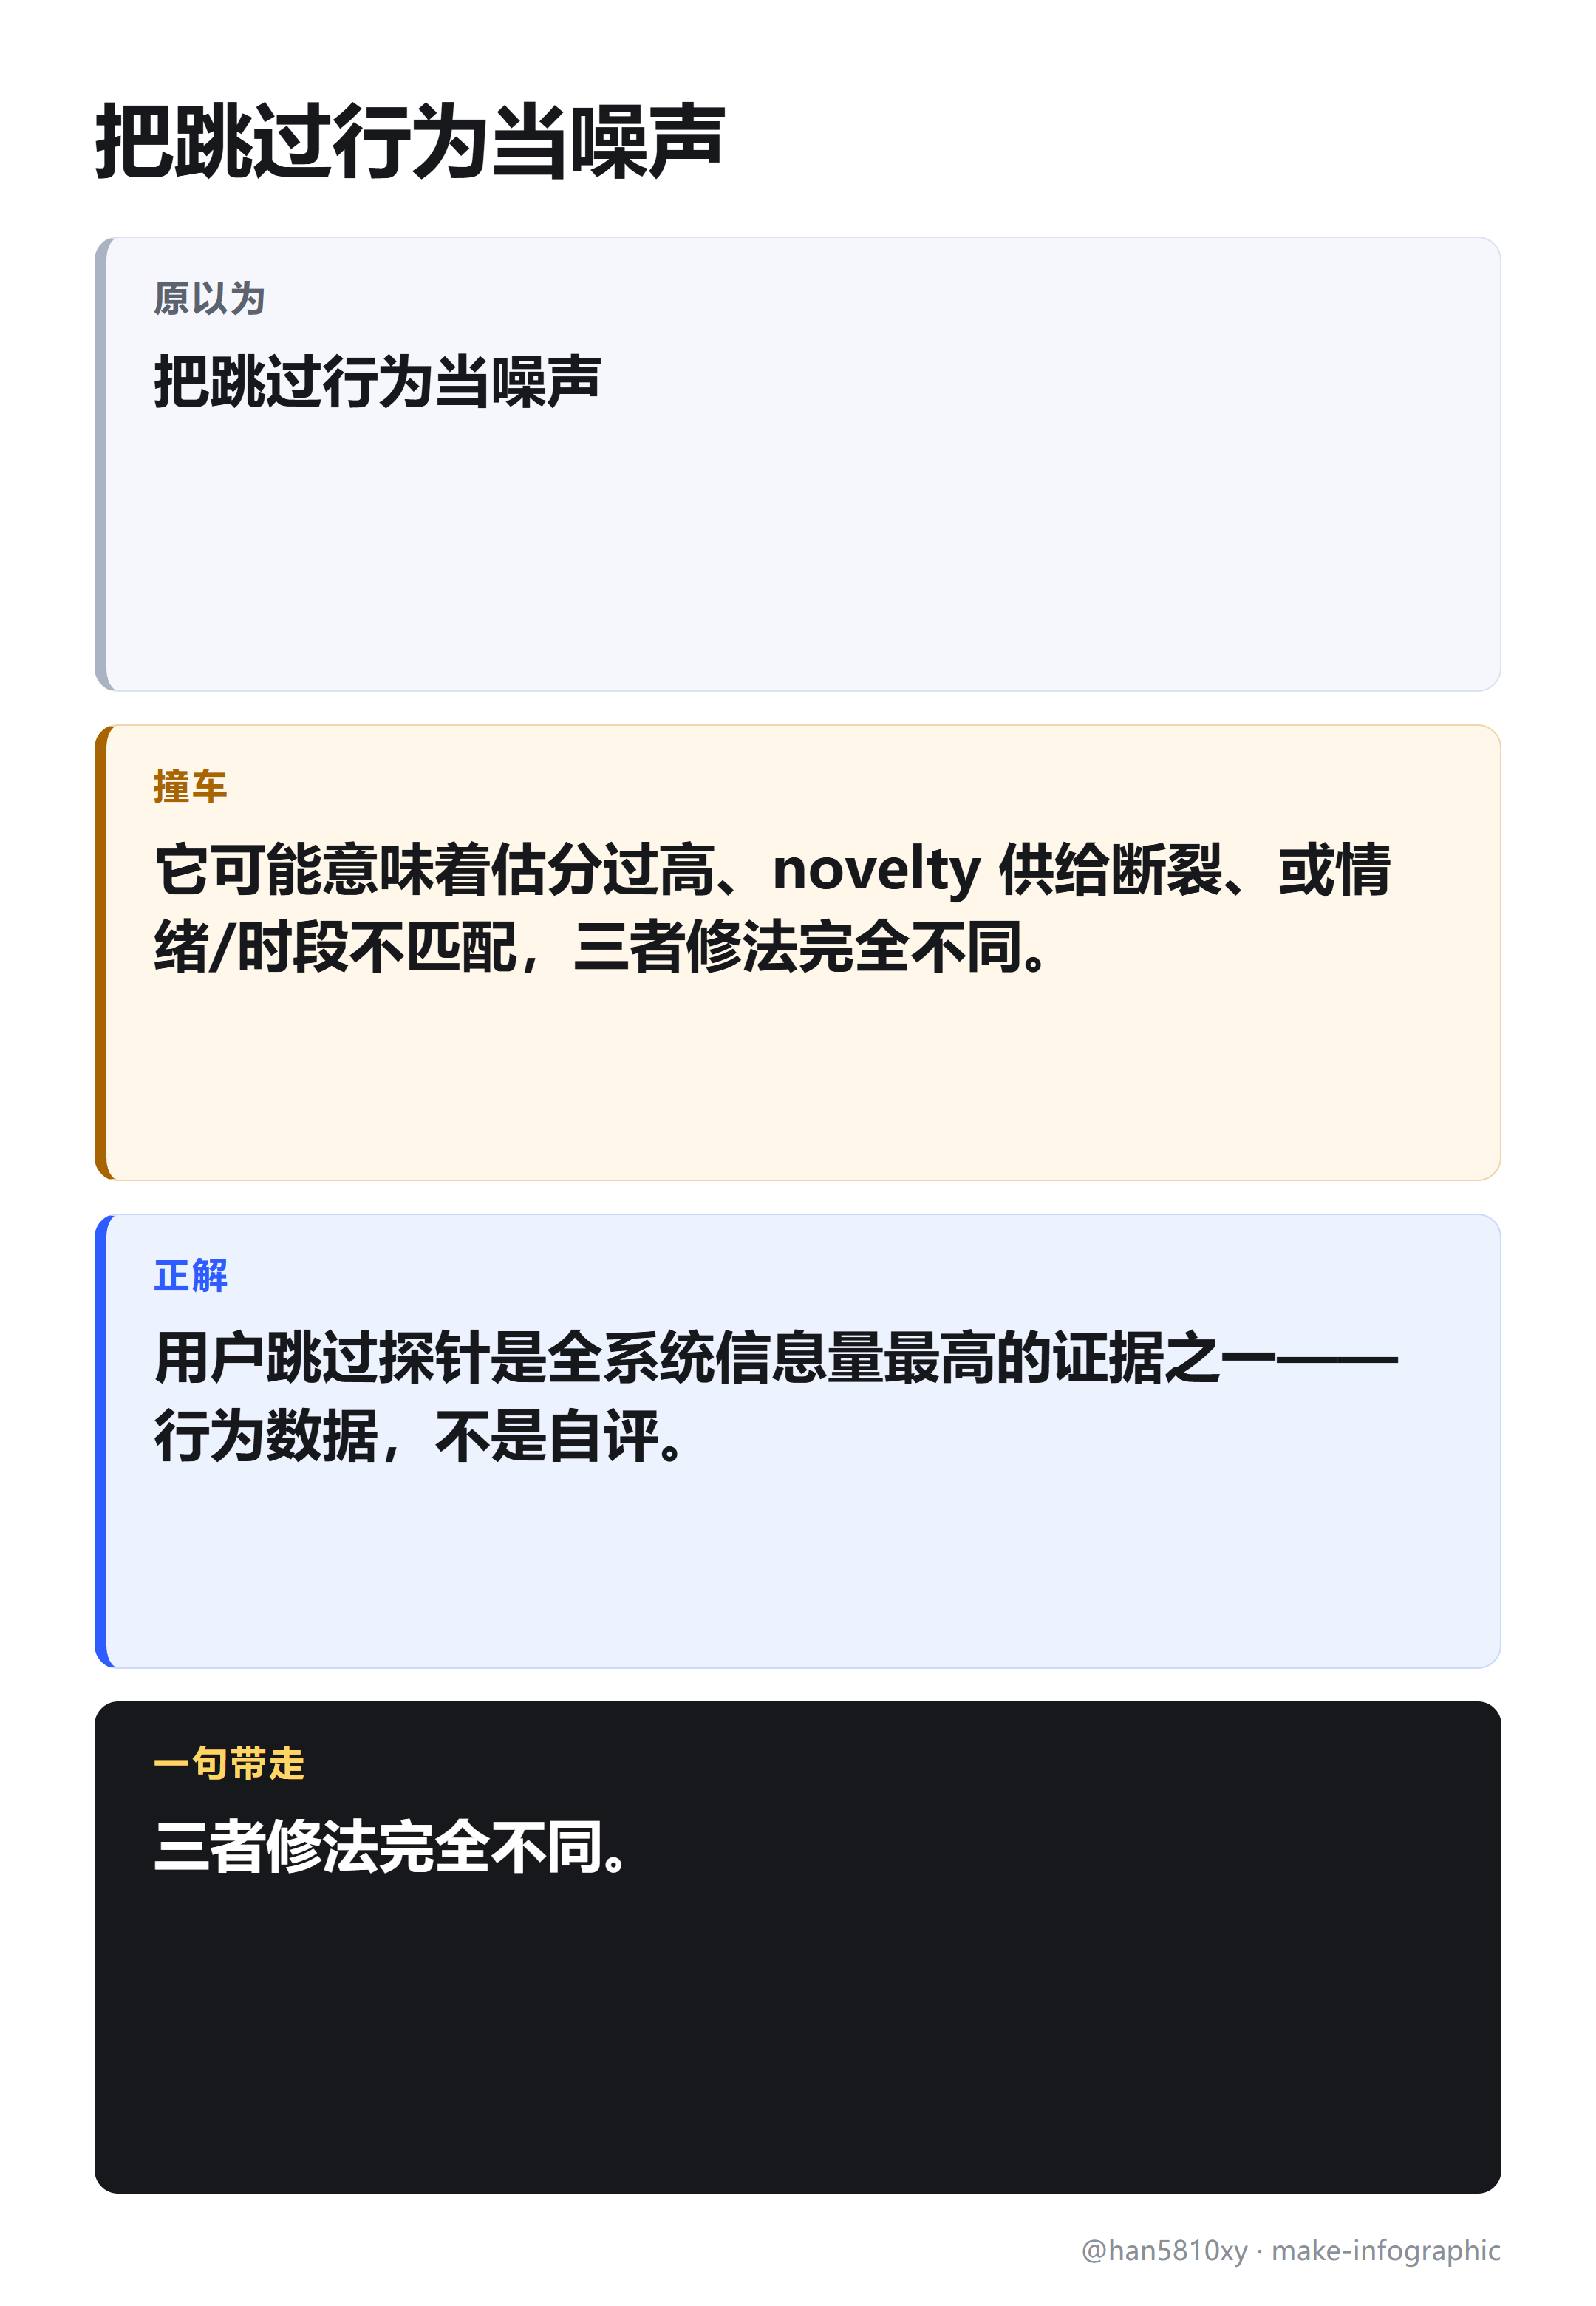 把跳过行为当噪声
原以为
把跳过行为当噪声
撞车
它可能意味着估分过高、novelty 供给断裂、或情
绪/时段不匹配，三者修法完全不同。
正解
用户跳过探针是全系统信息量最高的证据之一——
行为数据，不是自评。
一句带走
三者修法完全不同。
@han5810xy · make-infographic